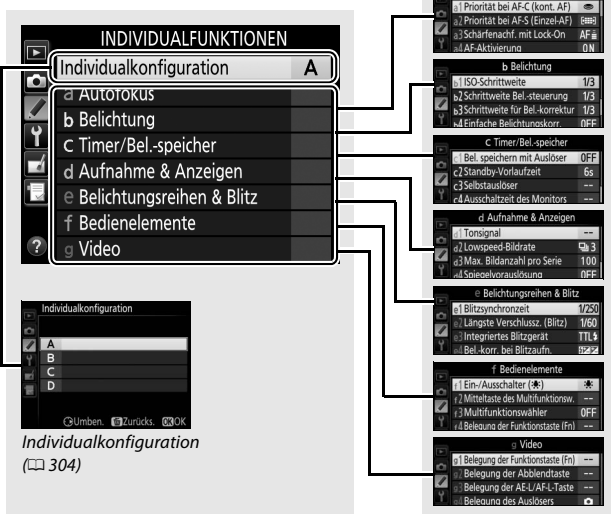 INDIVIDUALFUNKTIONEN
Individualkonfiguration A
a Autofokus
b Belichtung
c Timer/Bel.-speicher
d Aufnahme & Anzeigen
e Belichtungsreihen & Blitz
f Bedienelemente
g Video
?
Individualkonfiguration
A
B
C
D
Umben. Zurücks. OK OK
Individualkonfiguration
(304)
a1 Priorität bei AF-C (kont. AF)
a2 Priorität bei AF-S (Einzel-AF)
a3 Schärfenachf. mit Lock-On AF
a4 AF-Aktivierung ON
b Belichtung
b1 ISO-Schrittweite 1/3
b2 Schrittweite Bel.-steuerung 1/3
b3 Schrittweite für Bel.-korrektur 1/3
b4 Einfache Belichtungskorr. OFF
c Timer/Bel.-speicher
c1 Bel. speichern mit Auslöser OFF
c2 Standby-Vorlaufzeit 6s
c3 Selbstauslöser --
c4 Ausschaltzeit des Monitors --
d Aufnahme & Anzeigen
d1 Tonsignal --
d2 Lowspeed-Bildrate 3
d3 Max. Bildanzahl pro Serie 100
d4 Spiegelvorauslösung OFF
e Belichtungsreihen & Blitz
e1 Blitzsynchronzeit 1/250
e2 Längste Verschlussz. (Blitz) 1/60
e3 Integriertes Blitzgerät TTL
e4 Bel.-korr. bei Blitzaufn.
f Bedienelemente
f1 Ein-/Ausschalter ( )
f2 Mitteltaste des Multifunktionsw. --
f3 Multifunktionswähler OFF
f4 Belegung der Funktionstaste (Fn) --
g Video
g1 Belegung der Funktionstaste (Fn) --
g2 Belegung der Abblendtaste --
g3 Belegung der AE-L/AF-L-Taste --
g4 Belegung des Auslösers